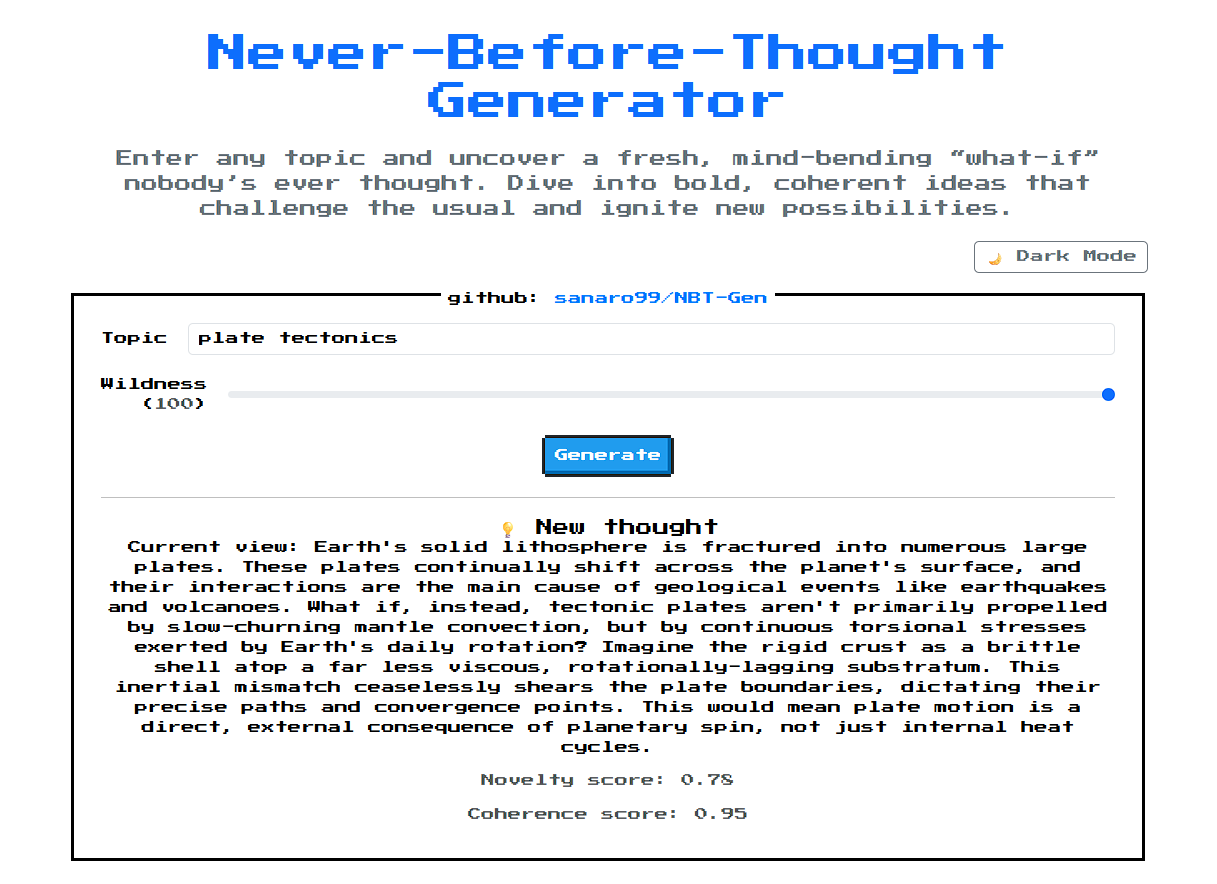 Never-Before-Thought
Generator
Enter any topic and uncover a fresh, mind-bending “what-if”
nobody’s ever thought. Dive into bold, coherent ideas that
challenge the usual and ignite new possibilities.
🌙 Dark Mode
github: sanaro99/NBT-Gen
Topic plate tectonics
Wildness
(100)
Generate
💡 New thought
Current view: Earth's solid lithosphere is fractured into numerous large
plates. These plates continually shift across the planet's surface, and
their interactions are the main cause of geological events like earthquakes
and volcanoes. What if, instead, tectonic plates aren't primarily propelled
by slow-churning mantle convection, but by continuous torsional stresses
exerted by Earth's daily rotation? Imagine the rigid crust as a brittle
shell atop a far less viscous, rotationally-lagging substratum. This
inertial mismatch ceaselessly shears the plate boundaries, dictating their
precise paths and convergence points. This would mean plate motion is a
direct, external consequence of planetary spin, not just internal heat
cycles.
Novelty score: 0.78
Coherence score: 0.95